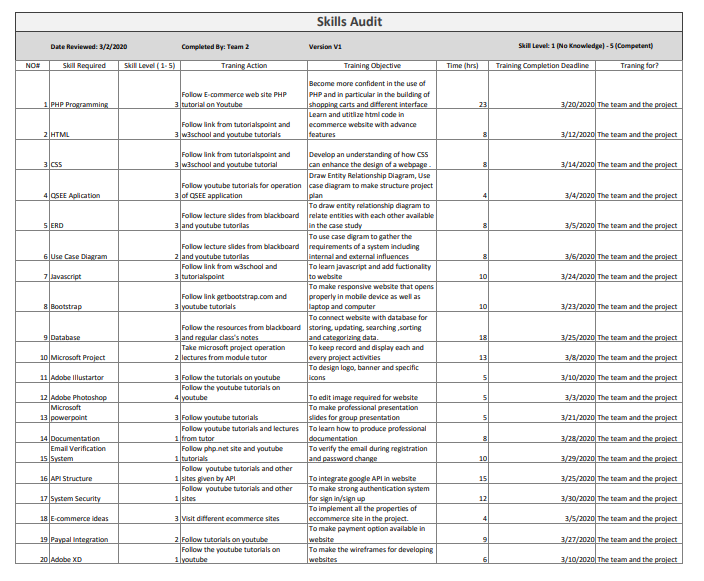 Skills Audit
Date Reviewed: 3/2/2020 Completed By: Team 2 Version V1 Skill Level: 1 (No Knowledge) - 5 (Competent)
NO# Skill Required Skill Level ( 1- 5) Traning Action Training Objective Time (hrs) Training Completion Deadline Traning for?
1 PHP Programming 3 Follow E-commerce web site PHP tutorial on Youtube Become more confident in the use of PHP and in particular in the building of shopping carts and different interface 23 3/20/2020 The team and the project
2 HTML 3 Follow link from tutorialspoint and w3school and youtube tutorials Learn and utitlize html code in ecommerce website with advance features 8 3/12/2020 The team and the project
3 CSS 3 Follow link from tutorialspoint and w3school and youtube tutorial Develop an understanding of how CSS can enhance the design of a webpage . 8 3/14/2020 The team and the project
4 QSEE Aplication 3 Follow youtube tutorials for operation of QSEE application Draw Entity Relationship Diagram, Use case diagram to make structure project plan 4 3/4/2020 The team and the project
5 ERD 3 Follow lecture slides from blackboard and youtube tutorilas To draw entity relationship diagram to relate entities with each other available in the case study 8 3/5/2020 The team and the project
6 Use Case Diagram 2 Follow lecture slides from blackboard and youtube tutorials To use case digram to gather the requirements of a system including internal and external influences 8 3/6/2020 The team and the project
7 Javascript 3 Follow link from w3school and tutorialspoint To learn javascript and add fuctionality to website 10 3/24/2020 The team and the project
8 Bootstrap 3 Follow link getbootstrap.com and youtube tutorials To make responsive website that opens properly in mobile device as well as laptop and computer 10 3/23/2020 The team and the project
9 Database 3 Follow the resources from blackboard and regular class's notes To connect website with database for storing, updating, searching ,sorting and categorizing data. 18 3/25/2020 The team and the project
10 Microsoft Project 2 Take microsoft project operation lectures from module tutor To keep record and display each and every project activities 13 3/8/2020 The team and the project
11 Adobe Illustartor 3 Follow the tutorials on youtube To design logo, banner and specific icons 5 3/10/2020 The team and the project
12 Adobe Photoshop 4 Follow the youtube tutorials on youtube To edit image required for website 5 3/3/2020 The team and the project
13 Microsoft powerpoint 3 Follow youtube tutorials To make professional presentation slides for group presentation 5 3/21/2020 The team and the project
14 Documentation 1 Follow youtube tutorials and lectures from tutor To learn how to produce professional documentation 8 3/28/2020 The team and the project
15 Email Verification System 1 Follow php.net site and youtube tutorials To verify the email during registration and password change 10 3/29/2020 The team and the project
16 API Structure 1 Follow youtube tutorials and other sites given by API To integrate google API in website 15 3/25/2020 The team and the project
17 System Security 1 Follow youtube tutorials and other sites To make strong authentication system for sign in/sign up 12 3/30/2020 The team and the project
18 E-commerce ideas 3 Visit different ecommerce sites To implement all the properties of eccommerce site in the project. 4 3/5/2020 The team and the project
19 Paypal Integration 2 Follow tutorials on youtube To make payment option available in website 9 3/27/2020 The team and the project
20 Adobe XD 1 Follow the youtube tutorials on youtube To make the wireframes for developing websites 6 3/10/2020 The team and the project